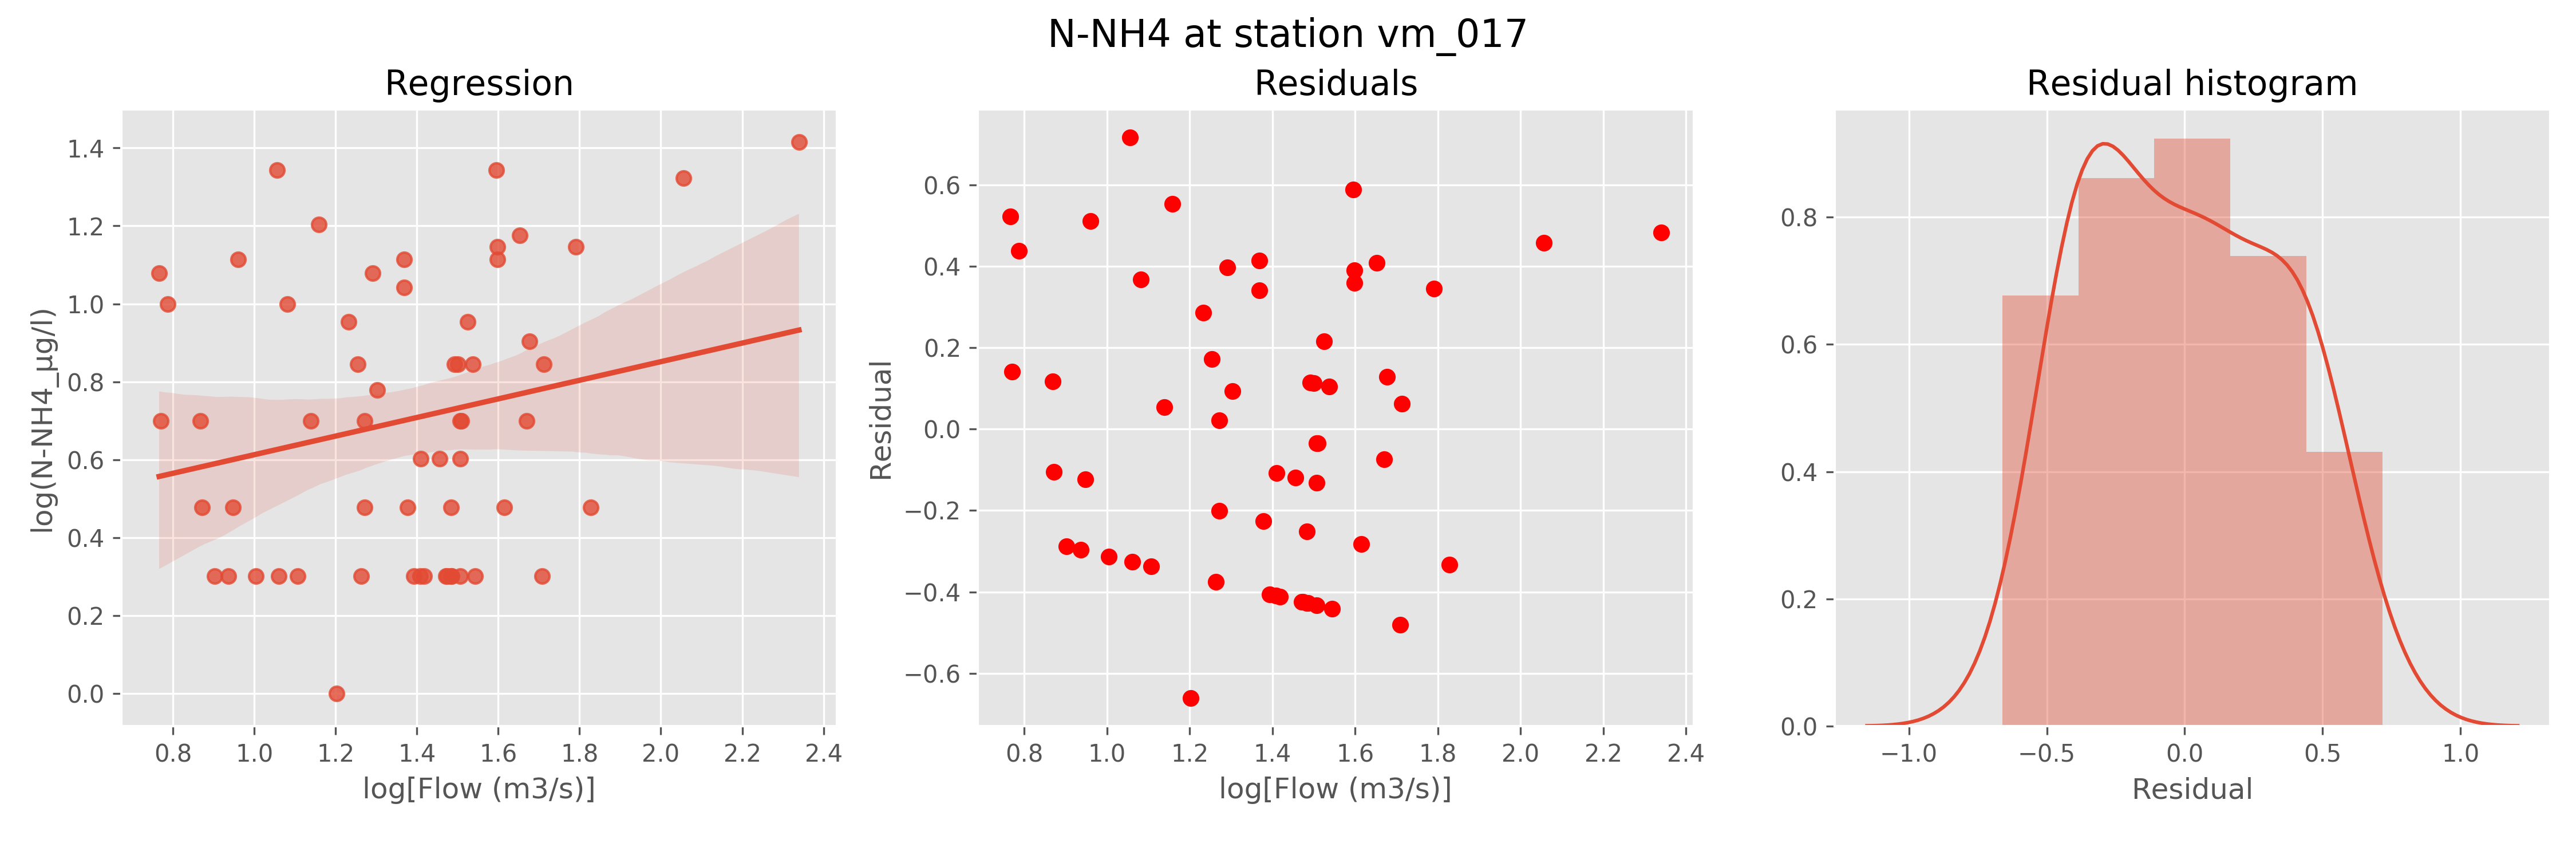 N-NH4 at station vm_017
Regression
1.4
1.2
1.0
0.8
0.6
0.4
0.2
0.0
log(N-NH4_µg/l)
0.8 1.0 1.2 1.4 1.6 1.8 2.0 2.2 2.4
log[Flow (m3/s)]
Residuals
0.6
0.4
0.2
0.0
−0.2
−0.4
−0.6
Residual
0.8 1.0 1.2 1.4 1.6 1.8 2.0 2.2 2.4
log[Flow (m3/s)]
Residual histogram
0.8
0.6
0.4
0.2
0.0
−1.0 −0.5 0.0 0.5 1.0
Residual